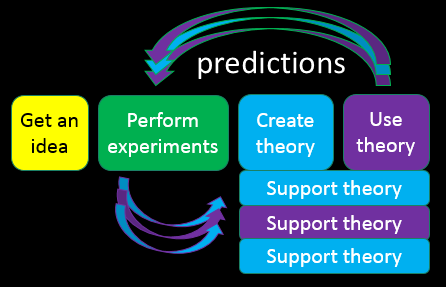 predictions
Get an
idea
Perform
experiments
Create
theory
Use
theory
Support theory
Support theory
Support theory